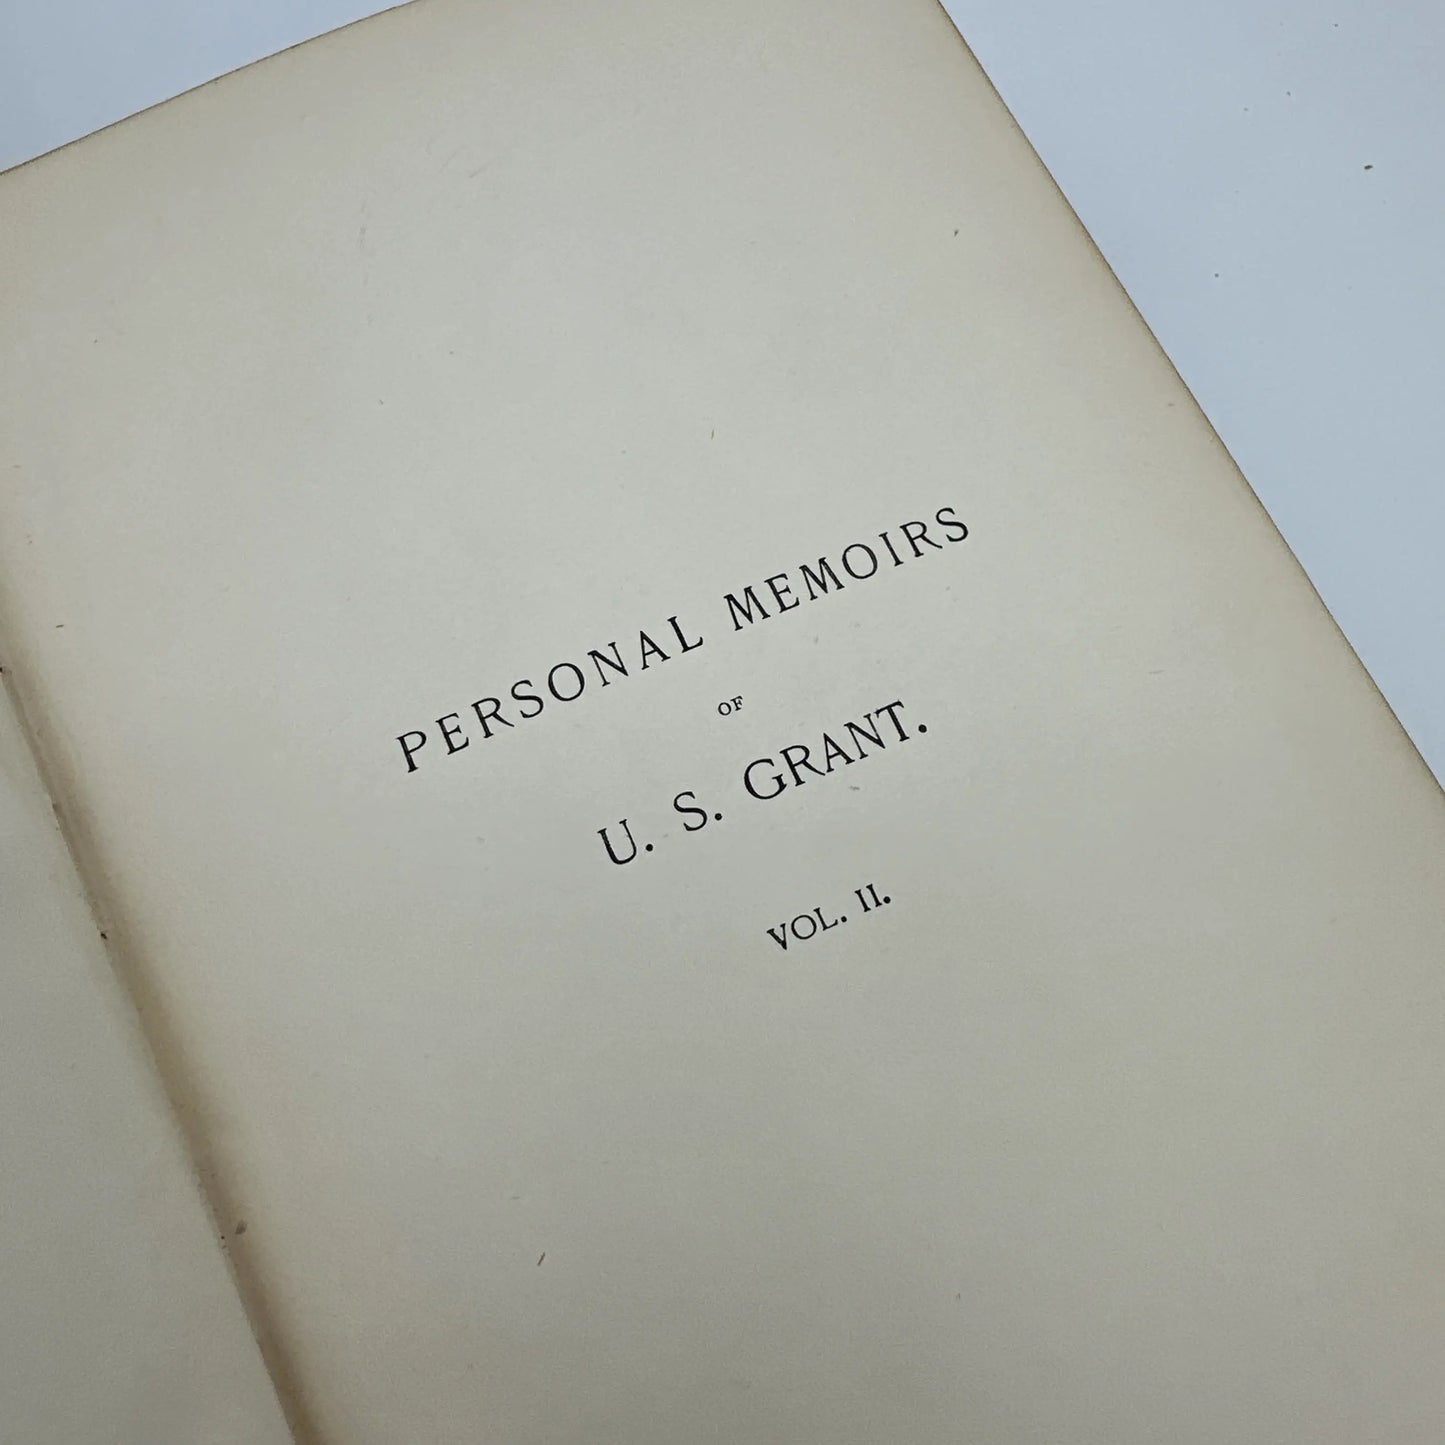 PERSONAL MEMOIRS
OF
U. S. GRANT.
VOL. II.